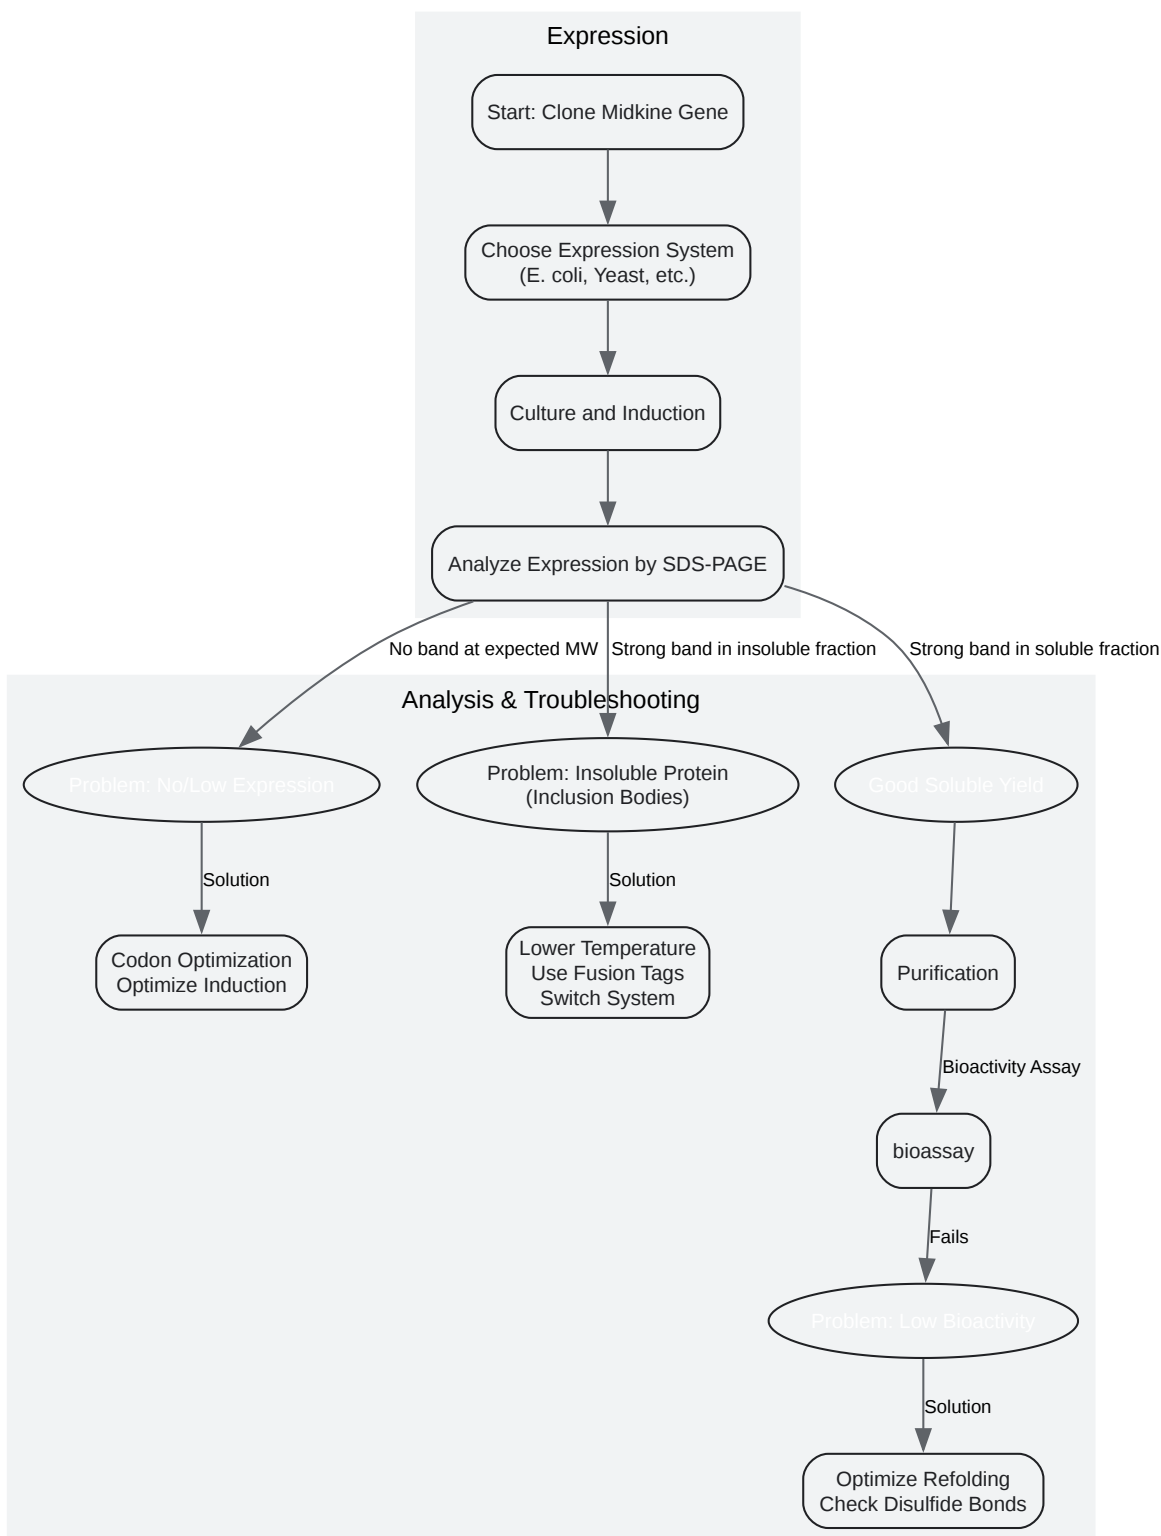 Expression
Start: Clone Midkine Gene
Choose Expression System
(E. coli, Yeast, etc.)
Culture and Induction
Analyze Expression by SDS-PAGE
No band at expected MW
Strong band in insoluble fraction
Strong band in soluble fraction
Analysis & Troubleshooting
Problem: No/Low Expression
Problem: Insoluble Protein
(Inclusion Bodies)
Good Soluble Yield
Solution
Solution
Codon Optimization
Optimize Induction
Lower Temperature
Use Fusion Tags
Switch System
Purification
Bioactivity Assay
bioassay
Fails
Problem: Low Bioactivity
Solution
Optimize Refolding
Check Disulfide Bonds